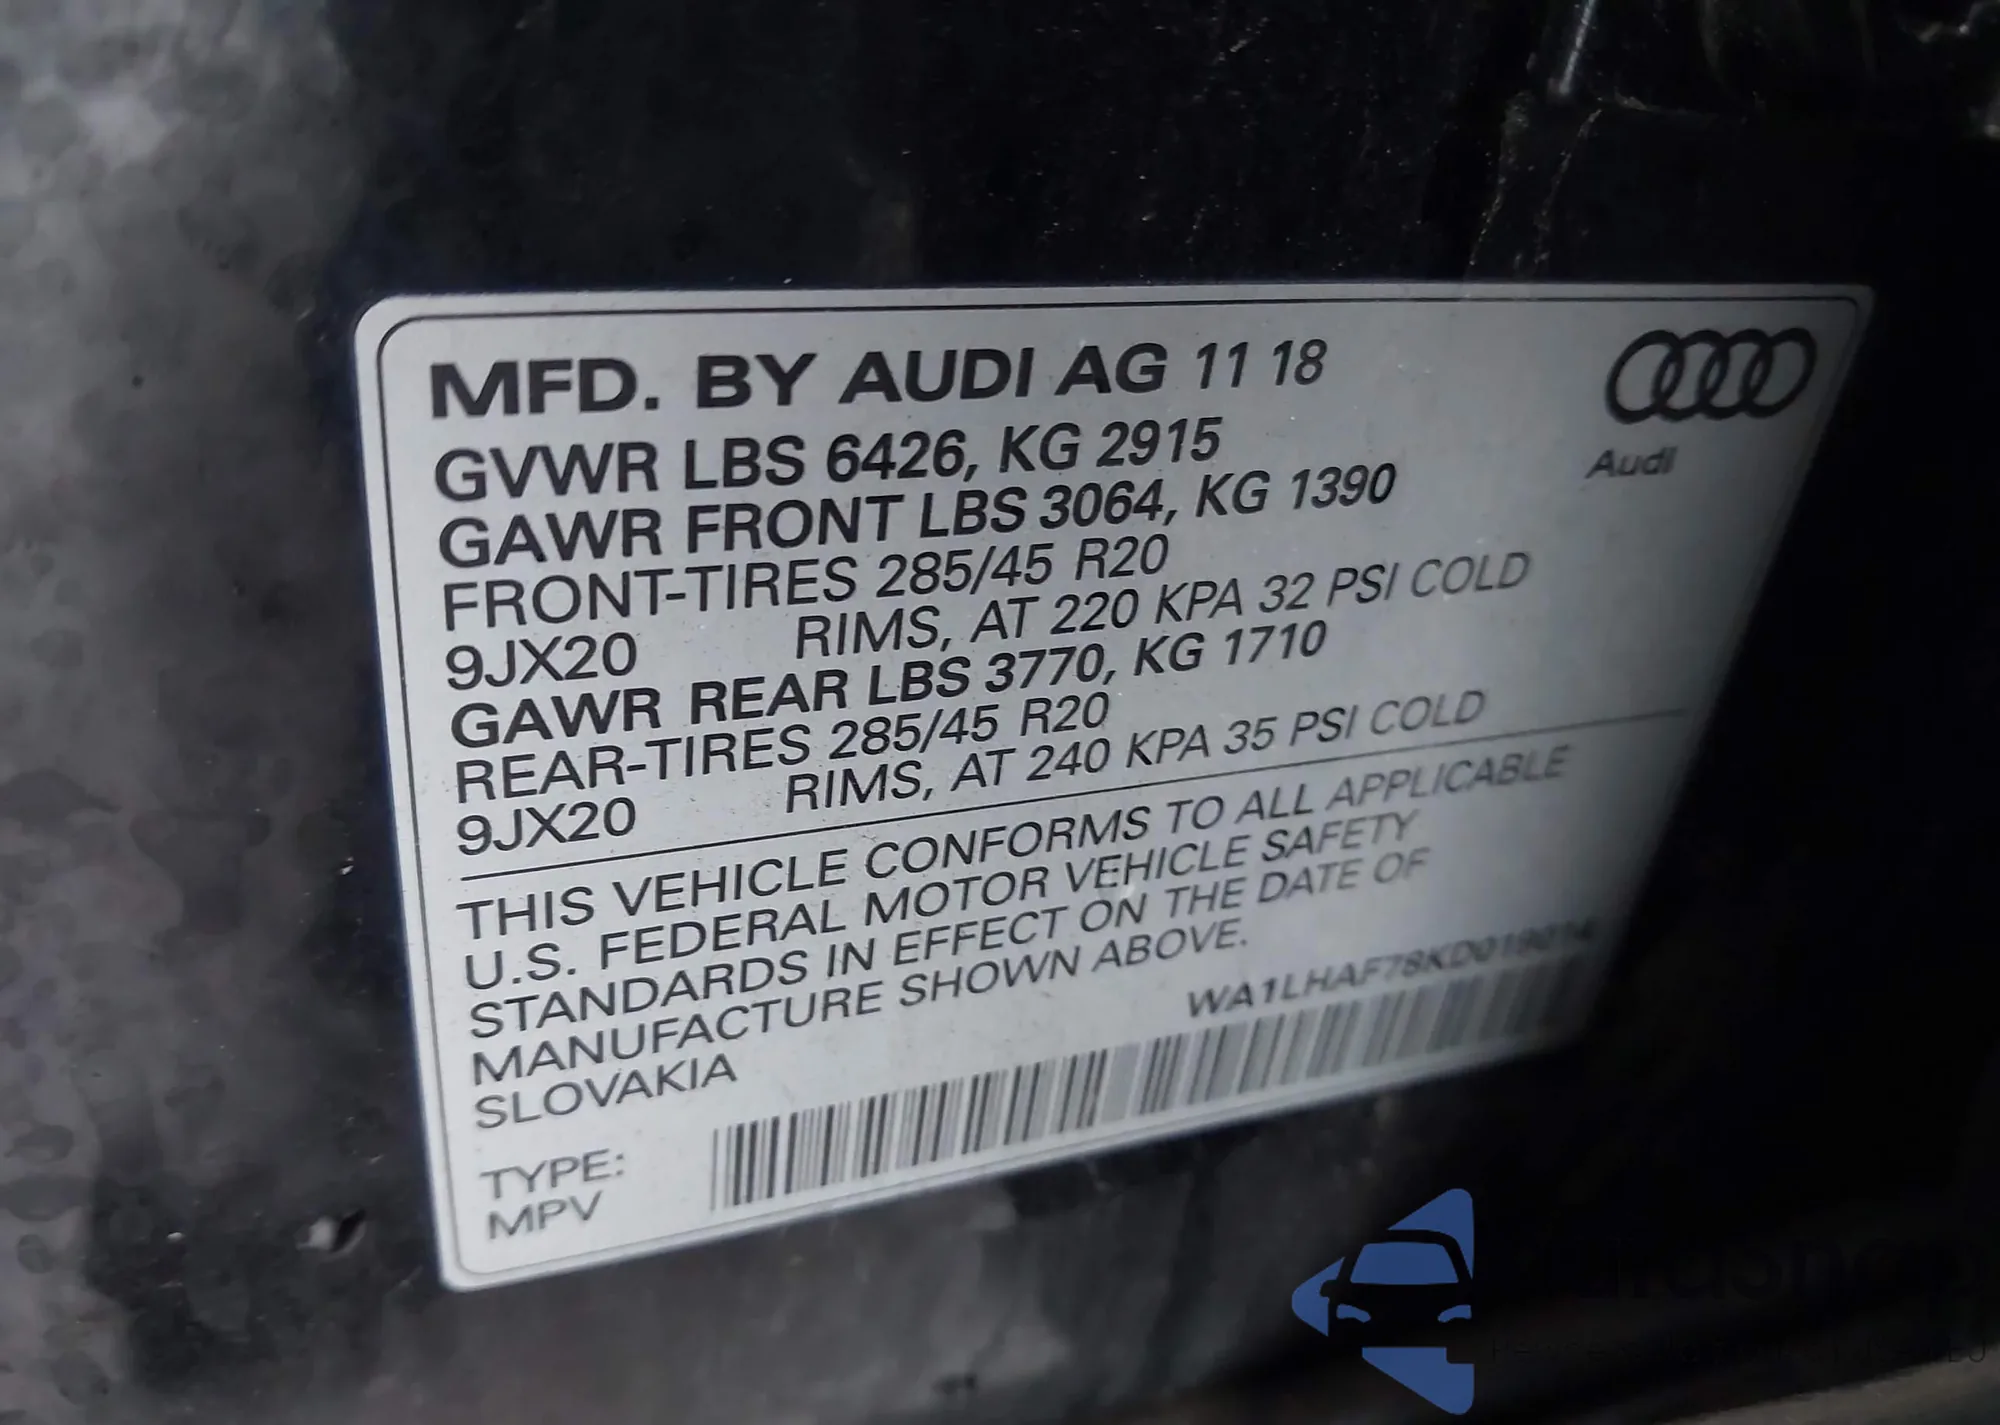 MFD. BY AUDI AG 11 18
Audi
GVWR LBS 6426, KG 2915
GAWR FRONT LBS 3064, KG 1390
FRONT-TIRES 285/45 R20
9JX20 RIMS, AT 220 KPA 32 PSI COLD
GAWR REAR LBS 3770, KG 1710
REAR-TIRES 285/45 R20
9JX20 RIMS, AT 240 KPA 35 PSI COLD
THIS VEHICLE CONFORMS TO ALL APPLICABLE
U.S. FEDERAL MOTOR VEHICLE SAFETY
STANDARDS IN EFFECT ON THE DATE OF
MANUFACTURE SHOWN ABOVE.
WA1LHAF78KD019014
SLOVAKIA
TYPE:
MPV